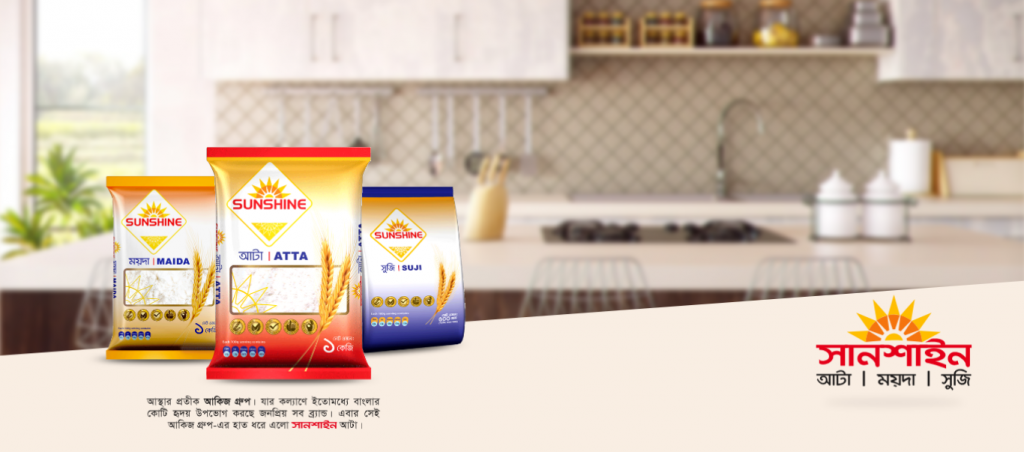 SUNSHINE
ময়দা | MAIDA
SUNSHINE
আটা | ATTA
১ কেজি
SUNSHINE
সুজি | SUJI
৫০০
কেজি
আস্থার প্রতীক আকিজ গ্রুপ। যার কল্যাণে ইতোমধ্যে বাংলার
কোটি হৃদয় উপভোগ করছে জনপ্রিয় সব ব্র্যান্ড। এবার সেই
আকিজ গ্রুপ-এর হাত ধরে এলো সানশাইন আটা।
সানশাইন
আটা | ময়দা | সুজি